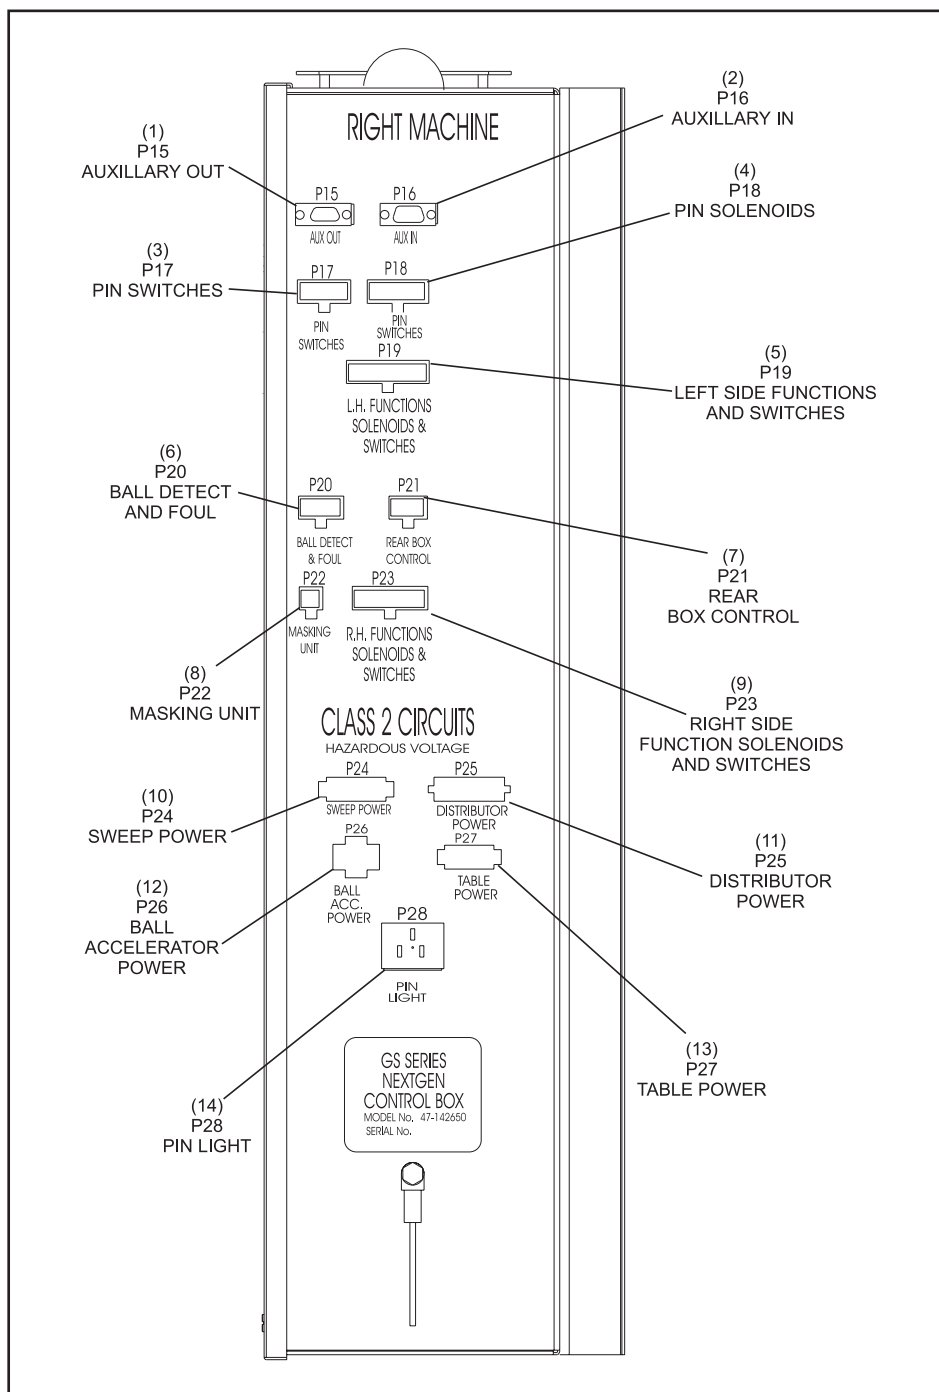 RIGHT MACHINE
(1)
P15
AUXILLARY OUT
(2)
P16
AUXILLARY IN
P15
AUX OUT
P16
AUX IN
(3)
P17
PIN SWITCHES
(4)
P18
PIN SOLENOIDS
P17
PIN
SWITCHES
P18
PIN
SWITCHES
P19
L.H. FUNCTIONS
SOLENOIDS &
SWITCHES
(5)
P19
LEFT SIDE FUNCTIONS
AND SWITCHES
(6)
P20
BALL DETECT
AND FOUL
P20
BALL DETECT
& FOUL
P21
REAR BOX
CONTROL
(7)
P21
REAR
BOX CONTROL
P22
MASKING
UNIT
P23
R.H. FUNCTIONS
SOLENOIDS &
SWITCHES
(8)
P22
MASKING UNIT
(9)
P23
RIGHT SIDE
FUNCTION SOLENOIDS
AND SWITCHES
CLASS 2 CIRCUITS
HAZARDOUS VOLTAGE
P24
SWEEP POWER
P25
DISTRIBUTOR
POWER
(10)
P24
SWEEP POWER
(11)
P25
DISTRIBUTOR
POWER
P26
BALL
ACC.
POWER
P27
TABLE
POWER
(12)
P26
BALL
ACCELERATOR
POWER
P28
PIN
LIGHT
(13)
P27
TABLE POWER
(14)
P28
PIN LIGHT
GS SERIES
NEXTGEN
CONTROL BOX
MODEL No. 47-142650
SERIAL No.